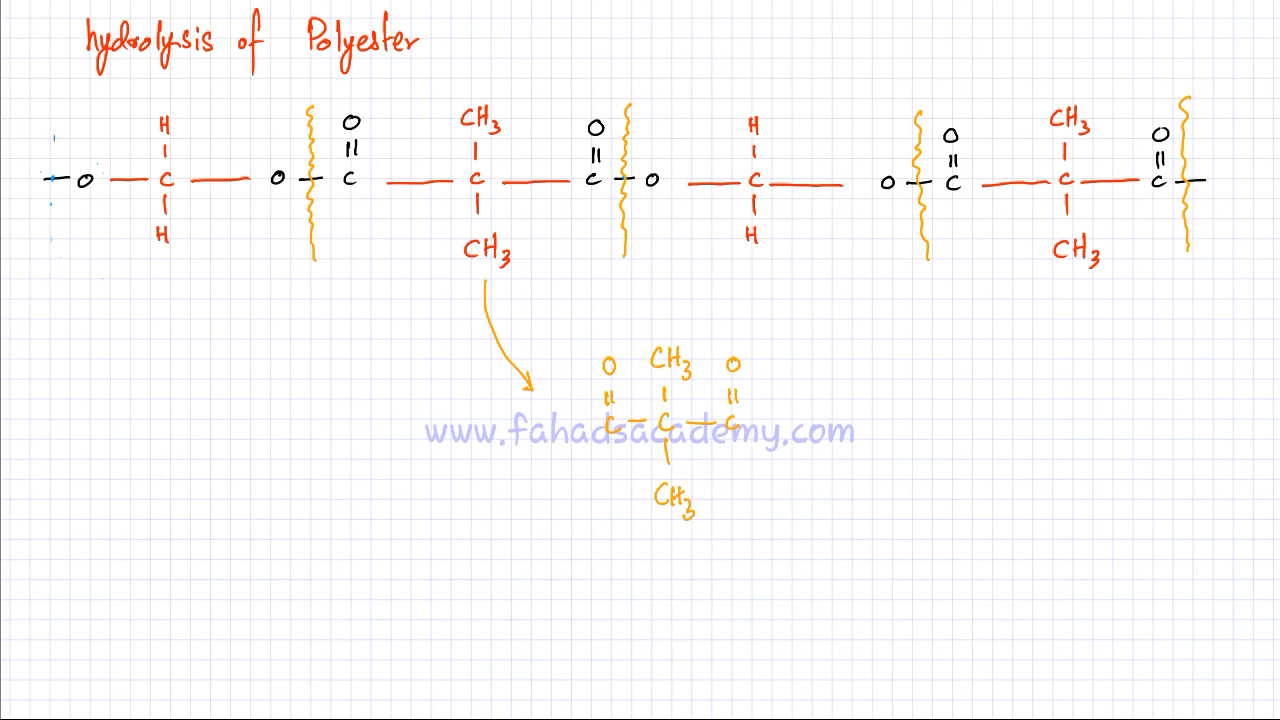 hydrolysis of Polyester
H O CH3 O H O CH3 O
O C O C C C O C O C C C
H CH3 H CH3
O CH3 O
C C C
www.fahadsacademy.com
CH3